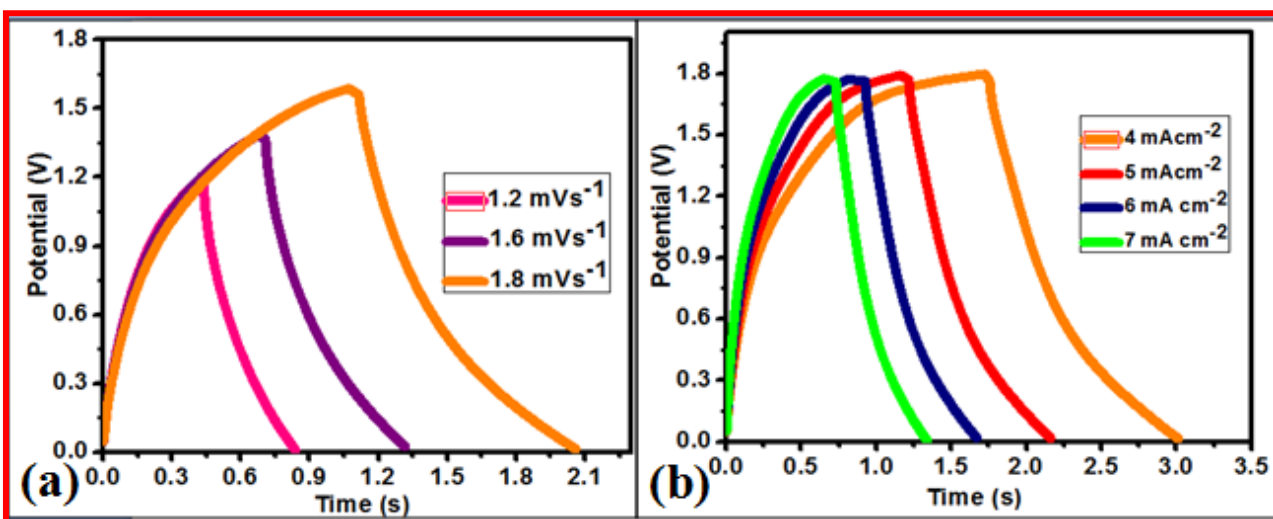 1.8
1.5
1.2
0.9
0.6
0.3
0.0
Potential (V)
0.0 0.3 0.6 0.9 1.2 1.5 1.8 2.1
Time (s)
1.2 mVs⁻¹
1.6 mVs⁻¹
1.8 mVs⁻¹
(a)
2.1
1.8
1.5
1.2
0.9
0.6
0.3
0.0
Potential (V)
0.0 0.5 1.0 1.5 2.0 2.5 3.0 3.5
Time (s)
4 mAcm⁻²
5 mAcm⁻²
6 mA cm⁻²
7 mA cm⁻²
(b)